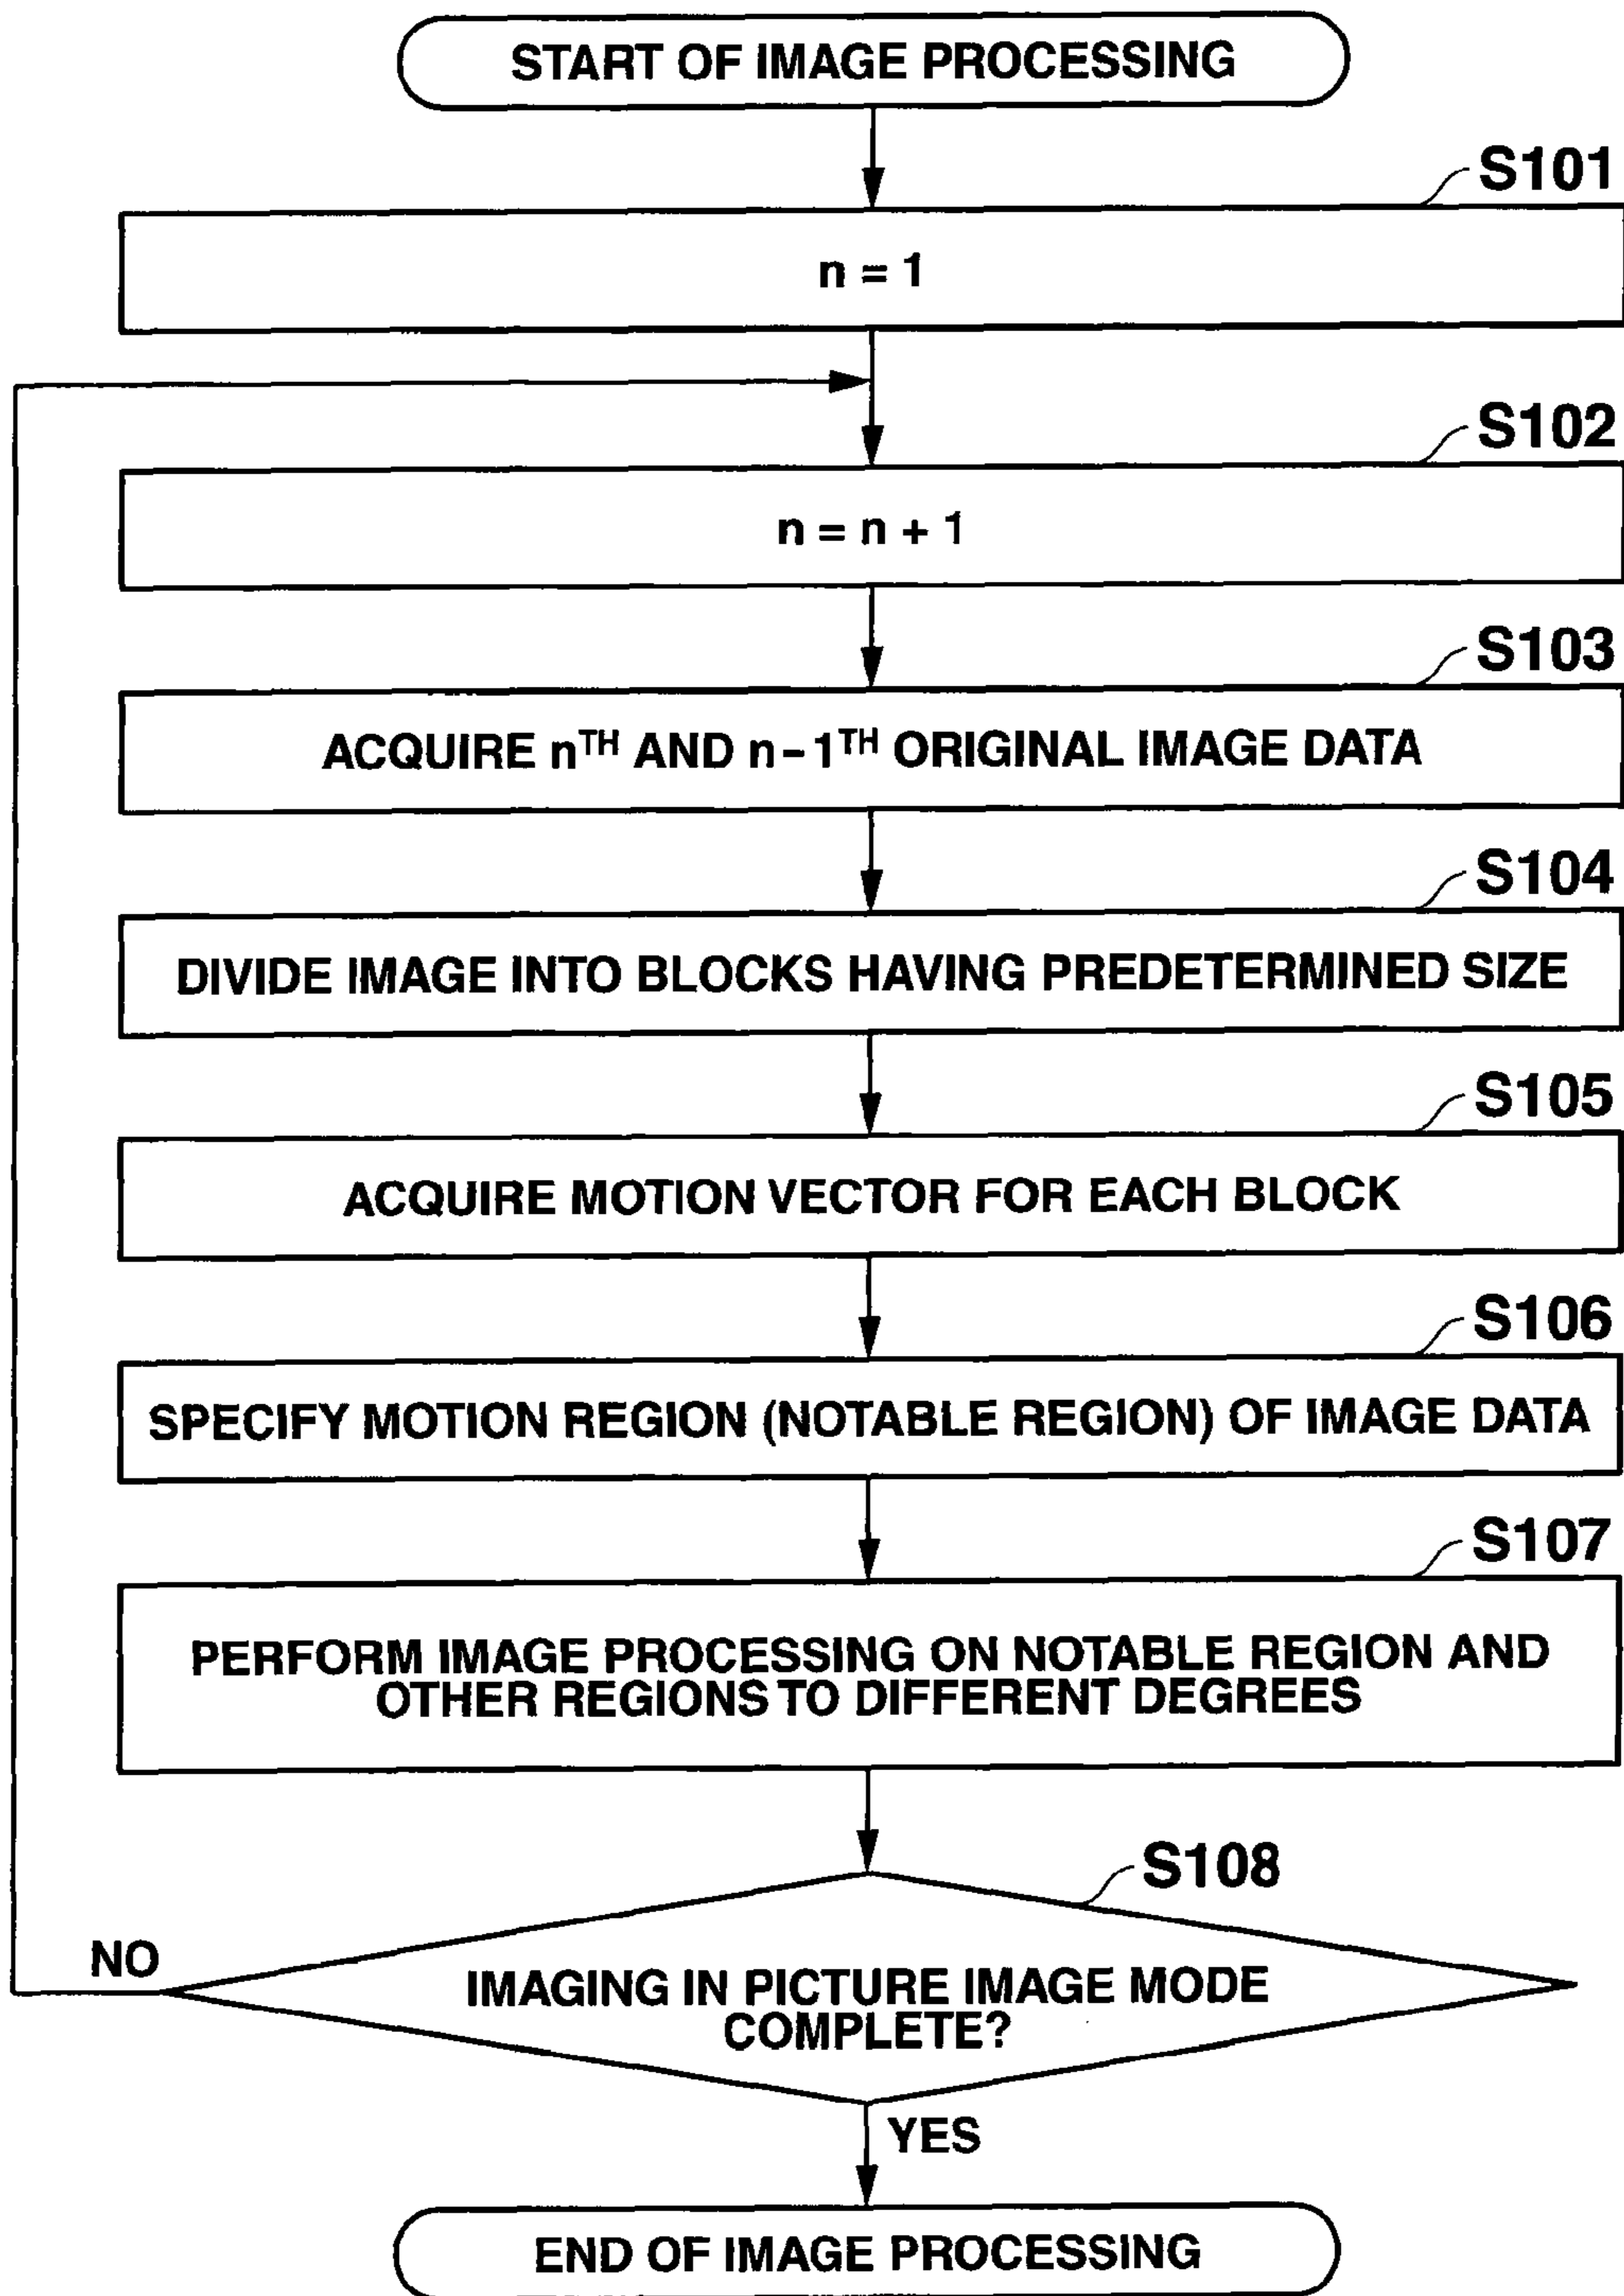 START OF IMAGE PROCESSING
S101
n = 1
S102
n = n + 1
S103
ACQUIRE nTH AND n-1TH ORIGINAL IMAGE DATA
S104
DIVIDE IMAGE INTO BLOCKS HAVING PREDETERMINED SIZE
S105
ACQUIRE MOTION VECTOR FOR EACH BLOCK
S106
SPECIFY MOTION REGION (NOTABLE REGION) OF IMAGE DATA
S107
PERFORM IMAGE PROCESSING ON NOTABLE REGION AND
OTHER REGIONS TO DIFFERENT DEGREES
S108
NO
IMAGING IN PICTURE IMAGE MODE
COMPLETE?
YES
END OF IMAGE PROCESSING